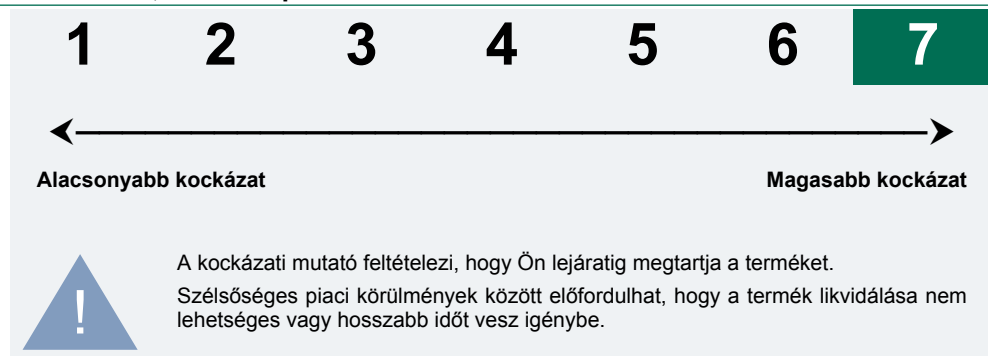 1 2 3 4 5 6 7
Alacsonyabb kockázat Magasabb kockázat
! A kockázati mutató feltételezi, hogy Ön lejáratig megtartja a terméket.
Szélsőséges piaci körülmények között előfordulhat, hogy a termék likvidálása nem
lehetséges vagy hosszabb időt vesz igénybe.